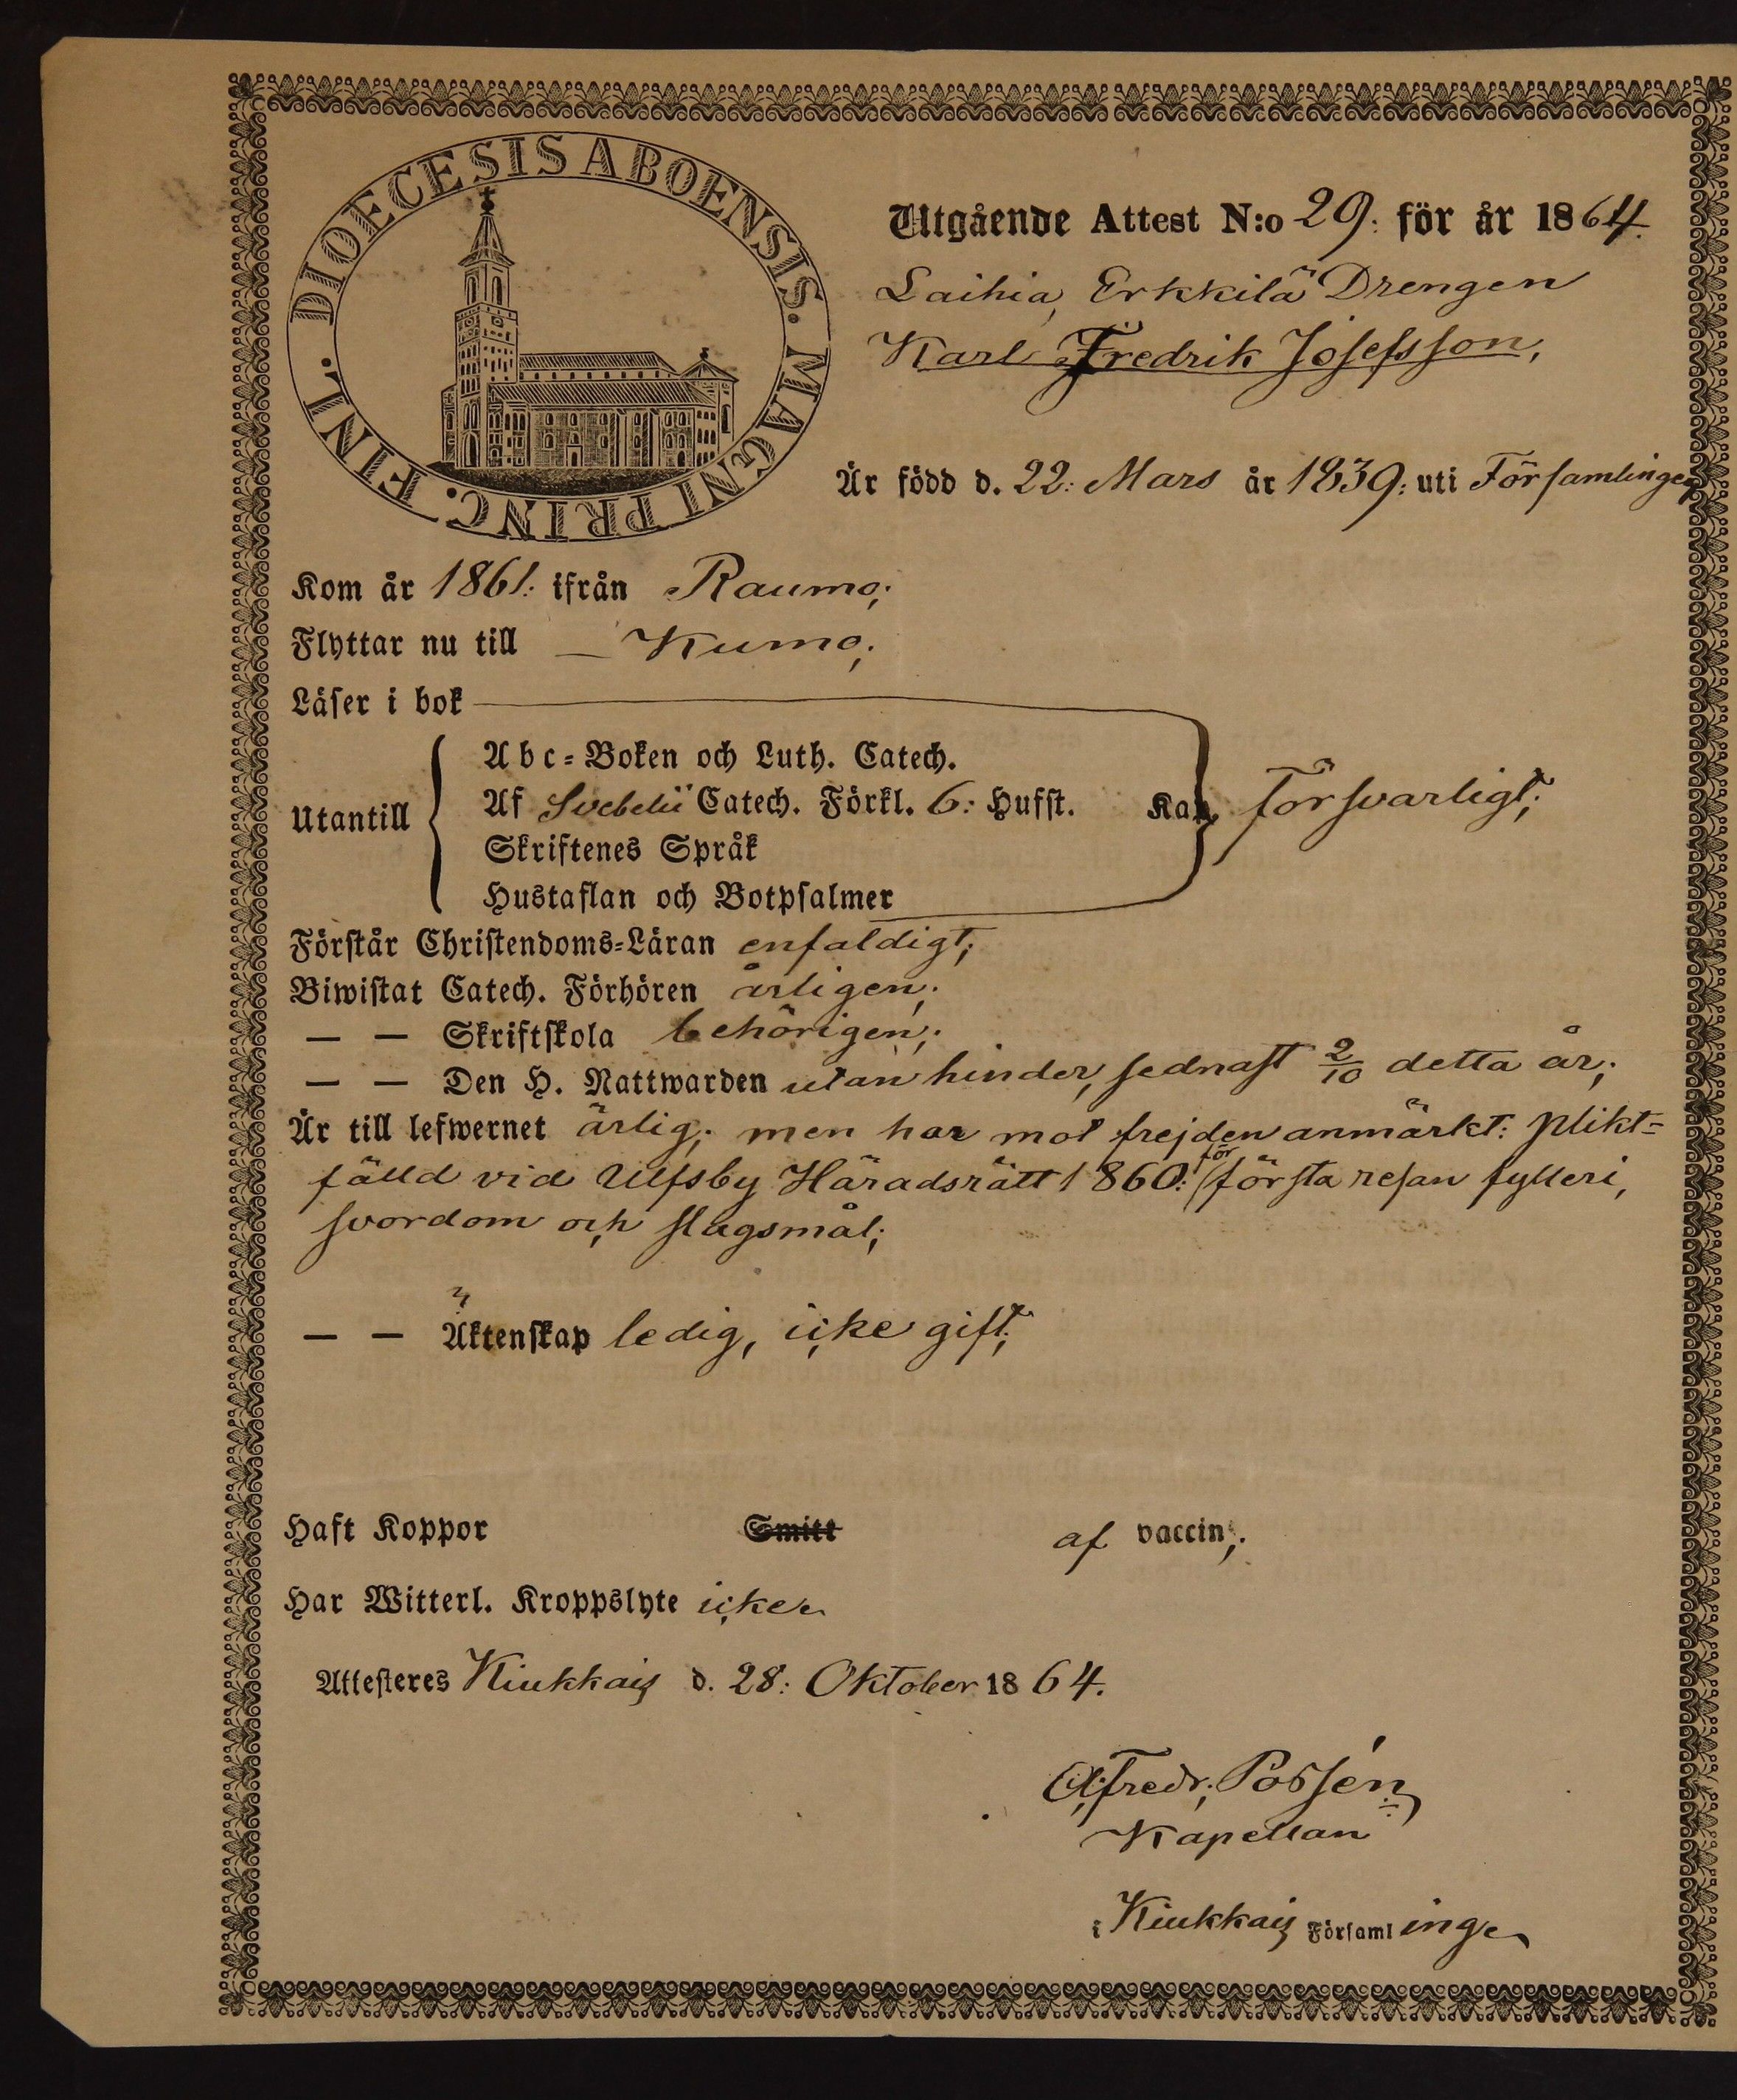 DIOECESIS ABOENSIS. MAGNI PRINC. FINL.
Utgående Attest N:o 29: för år 1864.
Laihia, Erkkilä Drengen
Karl Fredrik Josefsson,
Är född d. 22: Mars år 1839: uti Församlingen
Kom år 1861: ifrån Raumo;
Flyttar nu till — Kumo;
Läser i bok
Utantill
Abc-Boken och Luth. Catech.
Af Svebelii Catech. Förkl. 6: Hufst. Kan försvarligt;
Skriftenes Språk
Hustaflan och Botpsalmer
Förstår Christendoms-Läran enfaldigt;
Biwistat Catech. Förhören årligen;
— — Skriftskola behörigen;
— — Den H. Nattwarden utan hinder, sednast 2/10 detta år;
Är till lefwernet ärlig; men har mot frejden anmärkt: plikt-
fälld vid Ulfsby Häradsrätt 1860: för första resan fylleri,
svordom och slagsmål;
— — Äktenskap ledig, icke gift;
Haft Koppor Smitt af vaccin;
Har Witterl. Kroppslyte icke.
Attesteres Kiukkais d. 28: Oktober 1864.
Fredr. Possén
Kapellan
i Kiukkais Församlinge